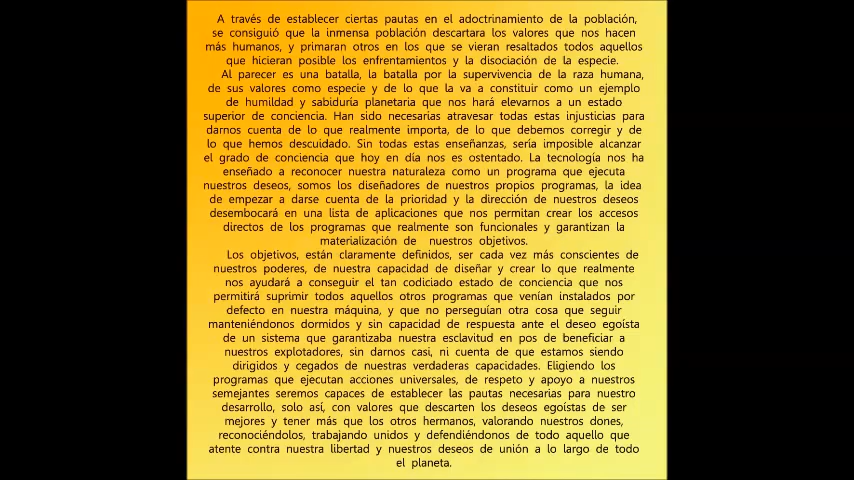 A través de establecer ciertas pautas en el adoctrinamiento de la población,
se consiguió que la inmensa población descartara los valores que nos hacen
más humanos, y primaran otros en los que se vieran resaltados todos aquellos
que hicieran posible los enfrentamientos y la disociación de la especie.
Al parecer es una batalla, la batalla por la supervivencia de la raza humana,
de sus valores como especie y de lo que la va a constituir como un ejemplo
de humildad y sabiduría planetaria que nos hará elevarnos a un estado
superior de conciencia. Han sido necesarias atravesar todas estas injusticias para
darnos cuenta de lo que realmente importa, de lo que debemos corregir y de
lo que hemos descuidado. Sin todas estas enseñanzas, sería imposible alcanzar
el grado de conciencia que hoy en día nos es ostentado. La tecnología nos ha
enseñado a reconocer nuestra naturaleza como un programa que ejecuta
nuestros deseos, somos los diseñadores de nuestros propios programas, la idea
de empezar a darse cuenta de la prioridad y la dirección de nuestros deseos
desembocará en una lista de aplicaciones que nos permitan crear los accesos
directos de los programas que realmente son funcionales y garantizan la
materialización de nuestros objetivos.
Los objetivos, están claramente definidos, ser cada vez más conscientes de
nuestros poderes, de nuestra capacidad de diseñar y crear lo que realmente
nos ayudará a conseguir el tan codiciado estado de conciencia que nos
permitirá suprimir todos aquellos otros programas que venían instalados por
defecto en nuestra máquina, y que no perseguían otra cosa que seguir
manteniéndonos dormidos y sin capacidad de respuesta ante el deseo egoísta
de un sistema que garantizaba nuestra esclavitud en pos de beneficiar a
nuestros explotadores, sin darnos casi, ni cuenta de que estamos siendo
dirigidos y cegados de nuestras verdaderas capacidades. Eligiendo los
programas que ejecutan acciones universales, de respeto y apoyo a nuestros
semejantes seremos capaces de establecer las pautas necesarias para nuestro
desarrollo, solo así, con valores que descarten los deseos egoístas de ser
mejores y tener más que los otros hermanos, valorando nuestros dones,
reconociéndolos, trabajando unidos y defendiéndonos de todo aquello que
atente contra nuestra libertad y nuestros deseos de unión a lo largo de todo
el planeta.